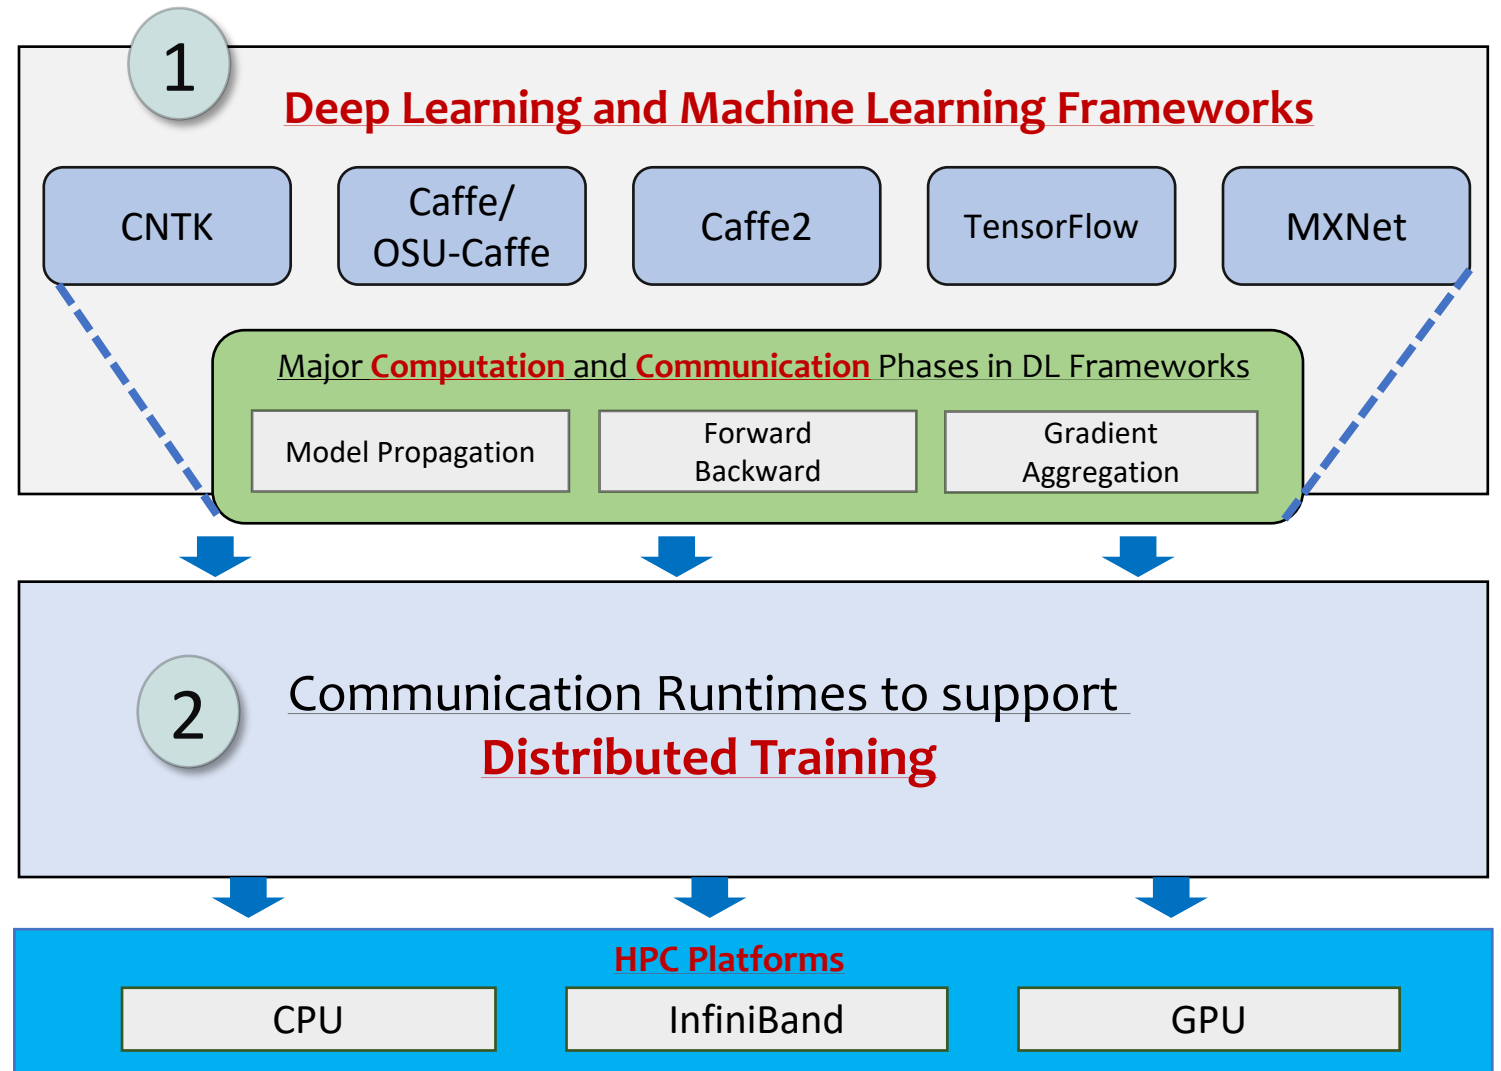 1
Deep Learning and Machine Learning Frameworks
CNTK
Caffe/
OSU-Caffe
Caffe2
TensorFlow
MXNet
Major Computation and Communication Phases in DL Frameworks
Model Propagation
Forward
Backward
Gradient
Aggregation
2
Communication Runtimes to support
Distributed Training
HPC Platforms
CPU
InfiniBand
GPU